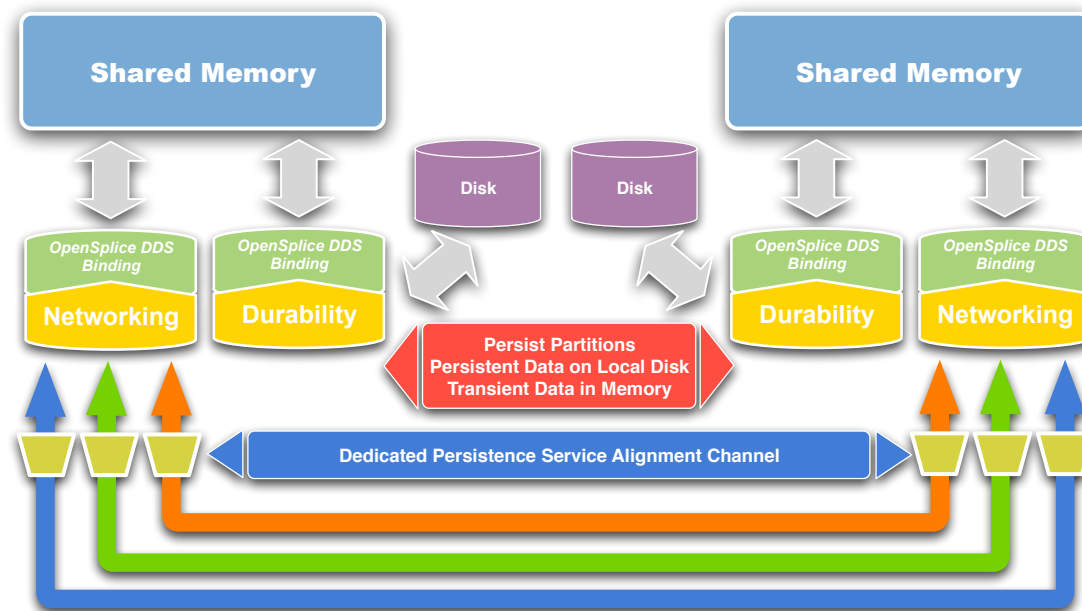 Shared Memory
Shared Memory
Disk
Disk
OpenSplice DDS
Binding
Networking
OpenSplice DDS
Binding
Durability
OpenSplice DDS
Binding
Durability
OpenSplice DDS
Binding
Networking
Persist Partitions
Persistent Data on Local Disk
Transient Data in Memory
Dedicated Persistence Service Alignment Channel